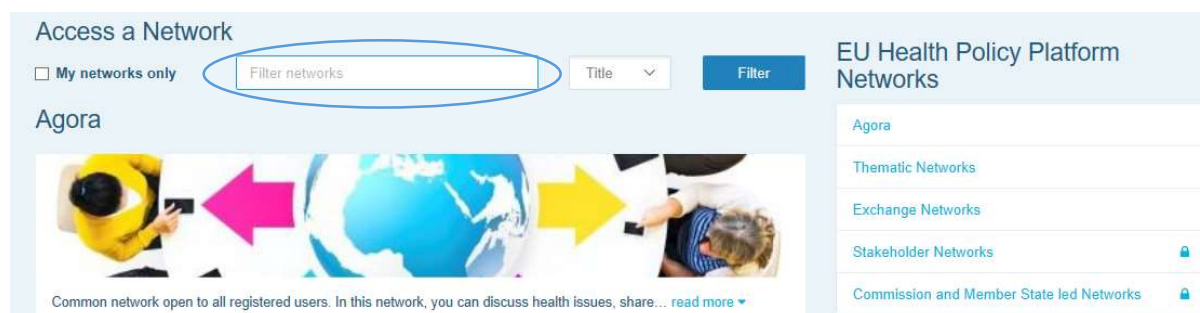 Access a Network
My networks only
Filter networks
Title
Filter
Agora
Common network open to all registered users. In this network, you can discuss health issues, share… read more
EU Health Policy Platform
Networks
Agora
Thematic Networks
Exchange Networks
Stakeholder Networks
Commission and Member State led Networks